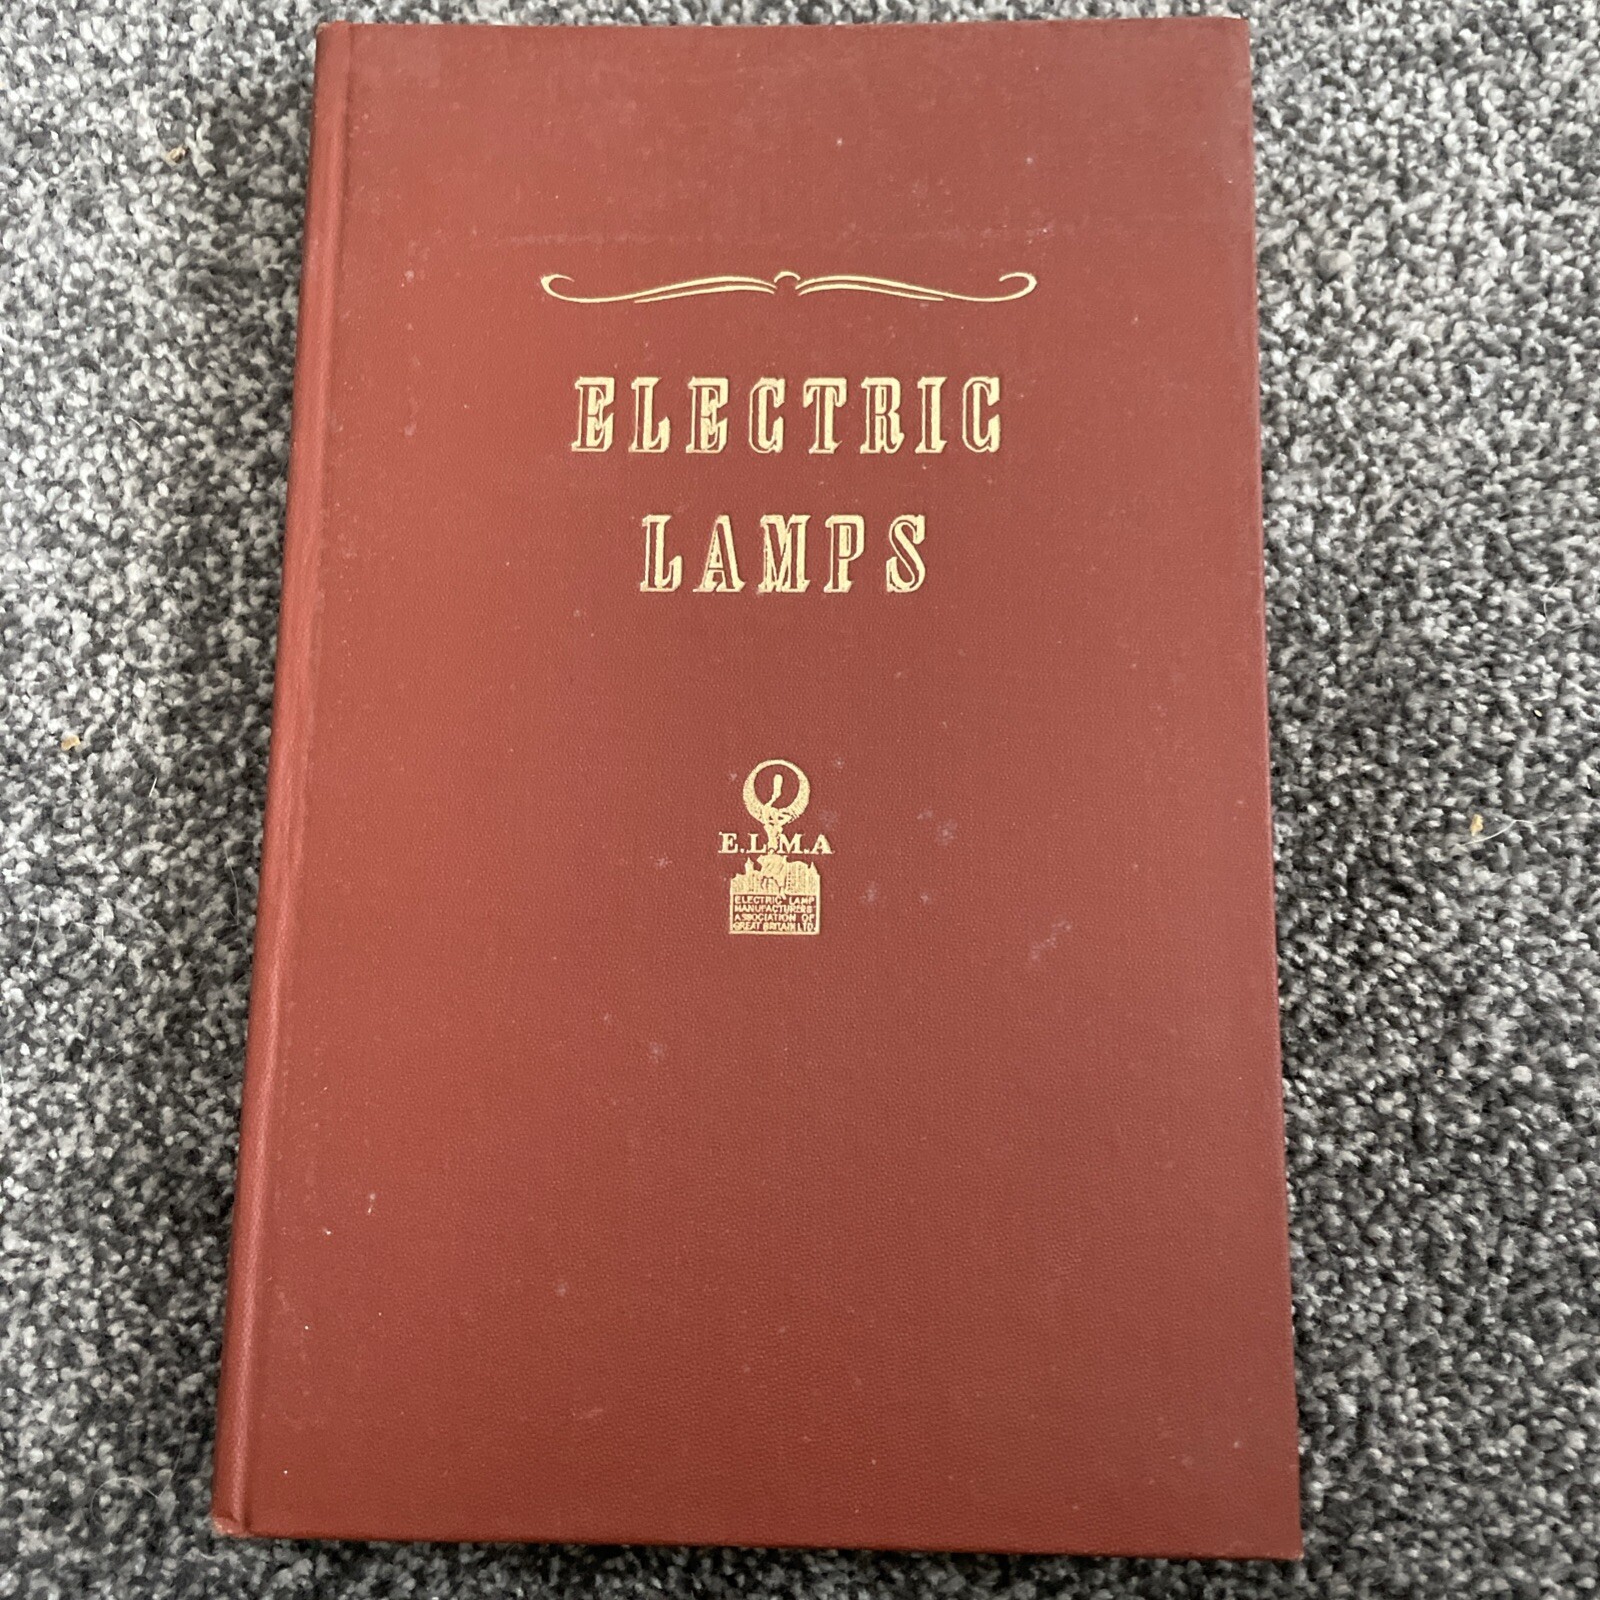 ELECTRIC
LAMPS
E.L.M.A
ELECTRIC LAMP
MANUFACTURERS
ASSOCIATION OF
GREAT BRITAIN LTD.